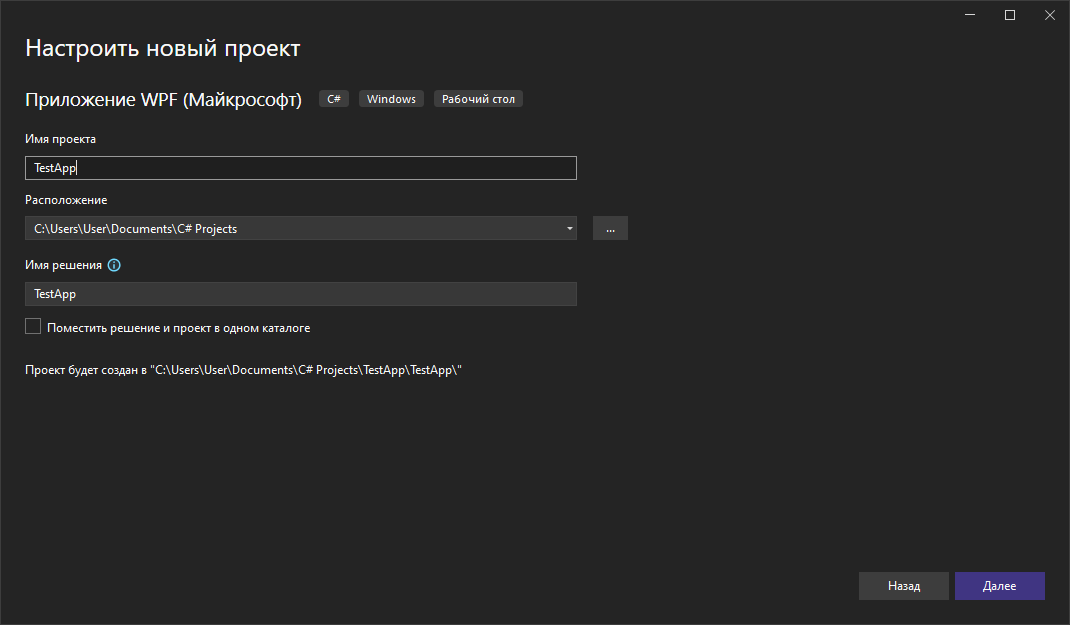 Настроить новый проект
Приложение WPF (Майкрософт) C# Windows Рабочий стол
Имя проекта
TestApp
Расположение
C:\Users\User\Documents\C# Projects
...
Имя решения
TestApp
Поместить решение и проект в одном каталоге
Проект будет создан в "C:\Users\User\Documents\C# Projects\TestApp\TestApp\"
Назад Далее